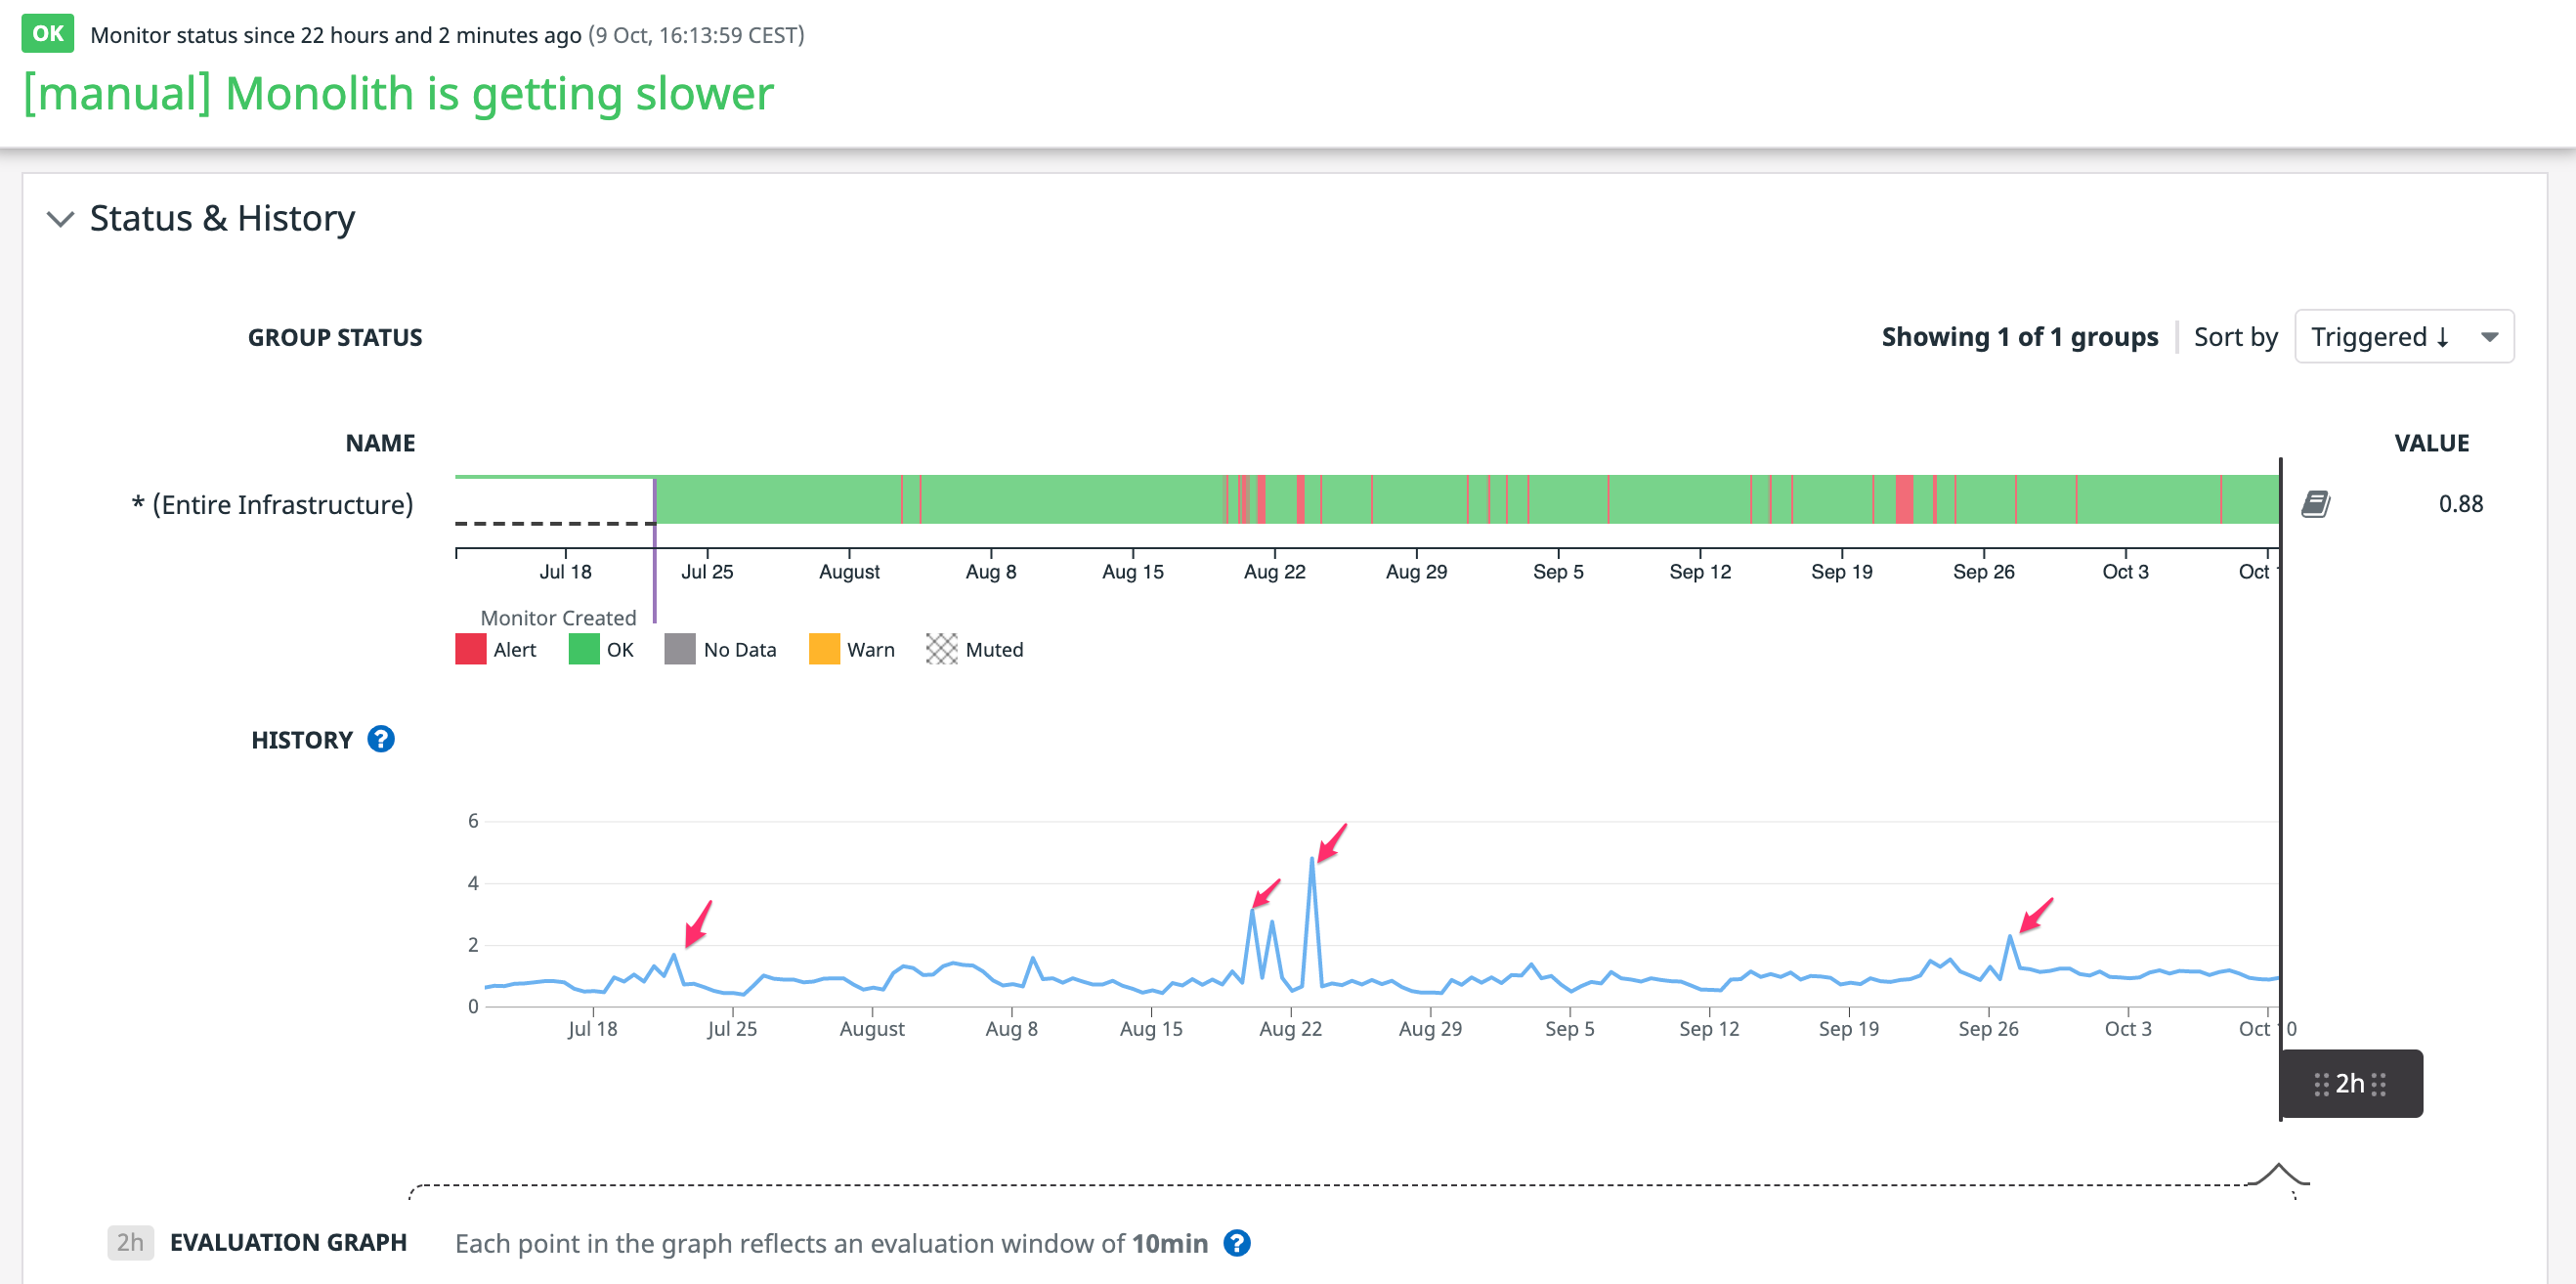 OK Monitor status since 22 hours and 2 minutes ago (9 Oct, 16:13:59 CEST)
[manual] Monolith is getting slower
Status & History
GROUP STATUS Showing 1 of 1 groups Sort by Triggered ↓
NAME VALUE
* (Entire Infrastructure) 0.88
Jul 18 Jul 25 August Aug 8 Aug 15 Aug 22 Aug 29 Sep 5 Sep 12 Sep 19 Sep 26 Oct 3 Oct
Monitor Created
Alert OK No Data Warn Muted
HISTORY ?
6
4
2
0
Jul 18 Jul 25 August Aug 8 Aug 15 Aug 22 Aug 29 Sep 5 Sep 12 Sep 19 Sep 26 Oct 3 Oct 10
2h
2h EVALUATION GRAPH Each point in the graph reflects an evaluation window of 10min ?